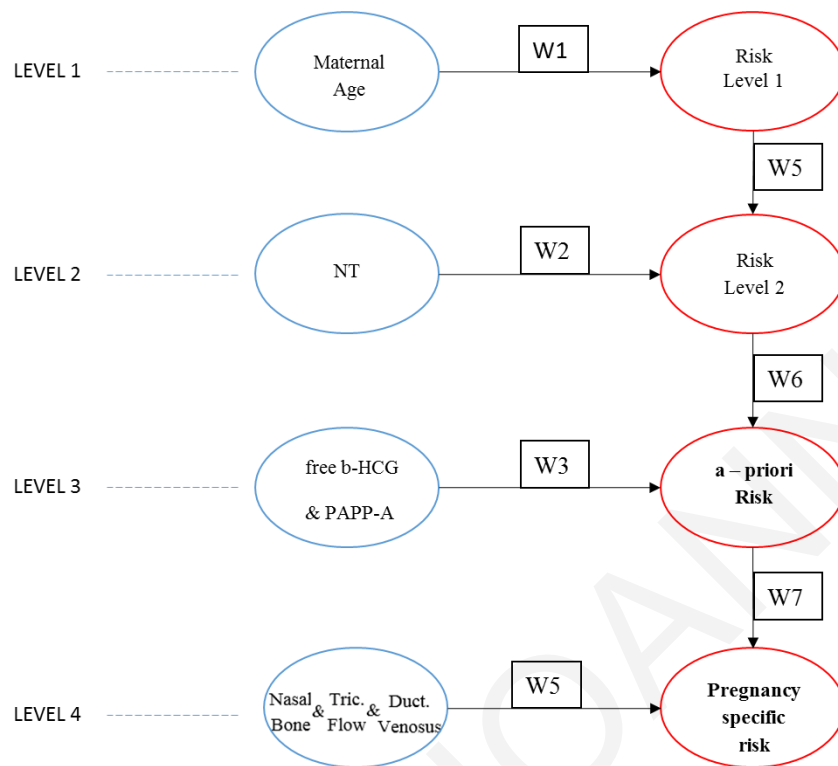 LEVEL 1
Maternal
Age
W1
Risk
Level 1
W5
LEVEL 2
NT
W2
Risk
Level 2
W6
LEVEL 3
free b-HCG
& PAPP-A
W3
a – priori
Risk
W7
LEVEL 4
Nasal & Tric. & Duct.
Bone Flow Venosus
W5
Pregnancy
specific
risk